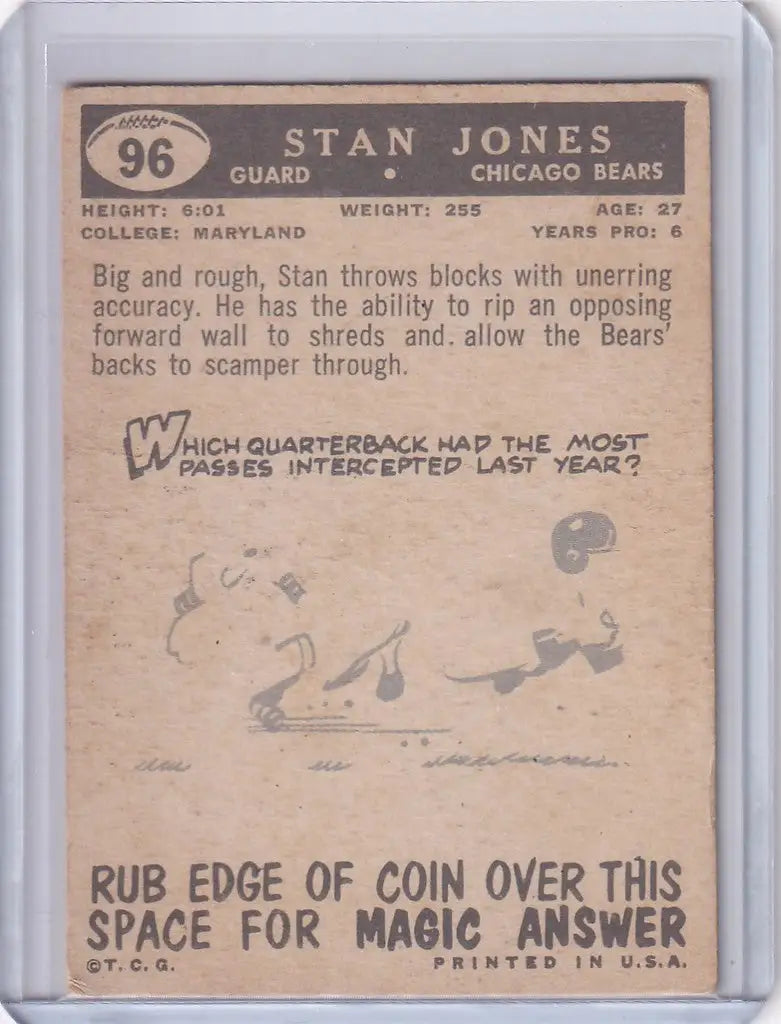 96
STAN JONES
GUARD • CHICAGO BEARS
HEIGHT: 6:01 WEIGHT: 255 AGE: 27
COLLEGE: MARYLAND YEARS PRO: 6
Big and rough, Stan throws blocks with unerring
accuracy. He has the ability to rip an opposing
forward wall to shreds and. allow the Bears'
backs to scamper through.
WHICH QUARTERBACK HAD THE MOST
PASSES INTERCEPTED LAST YEAR?
RUB EDGE OF COIN OVER THIS
SPACE FOR MAGIC ANSWER
©T. C. G. PRINTED IN U.S.A.